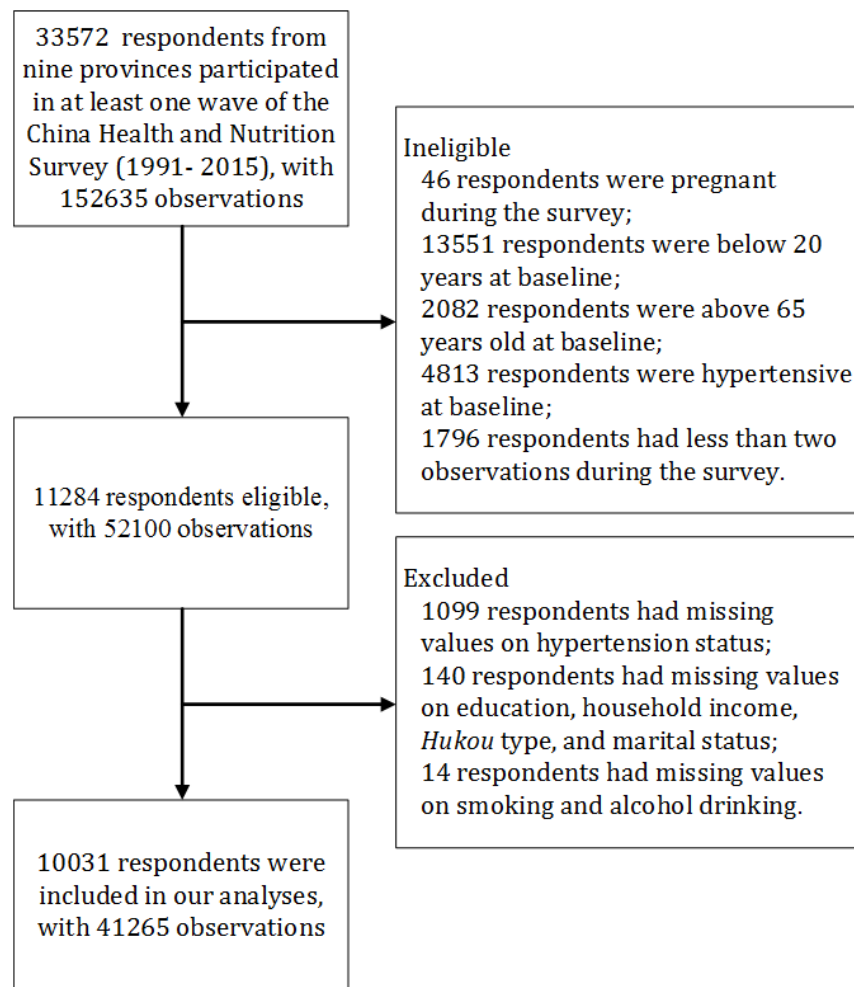 33572 respondents from
nine provinces participated
in at least one wave of the
China Health and Nutrition
Survey (1991- 2015), with
152635 observations
Ineligible
46 respondents were pregnant
during the survey;
13551 respondents were below 20
years at baseline;
2082 respondents were above 65
years old at baseline;
4813 respondents were hypertensive
at baseline;
1796 respondents had less than two
observations during the survey.
11284 respondents eligible,
with 52100 observations
Excluded
1099 respondents had missing
values on hypertension status;
140 respondents had missing values
on education, household income,
Hukou type, and marital status;
14 respondents had missing values
on smoking and alcohol drinking.
10031 respondents were
included in our analyses,
with 41265 observations